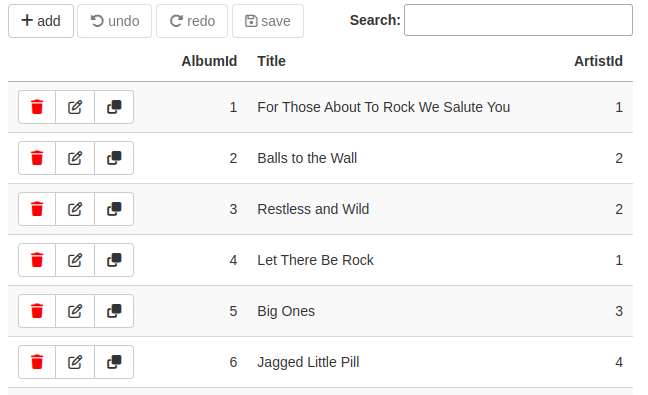 add undo redo save Search:
AlbumId Title ArtistId
1 For Those About To Rock We Salute You 1
2 Balls to the Wall 2
3 Restless and Wild 2
4 Let There Be Rock 1
5 Big Ones 3
6 Jagged Little Pill 4